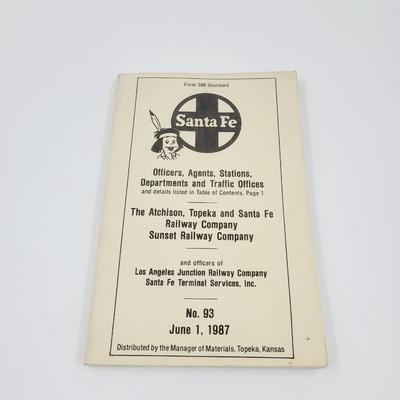 Form 598 Standard
Santa Fe
Officers, Agents, Stations,
Departments and Traffic Offices
and details listed in Table of Contents, Page 1
The Atchison, Topeka and Santa Fe
Railway Company
Sunset Railway Company
and officers of
Los Angeles Junction Railway Company
Santa Fe Terminal Services, Inc.
No. 93
June 1, 1987
Distributed by the Manager of Materials, Topeka, Kansas